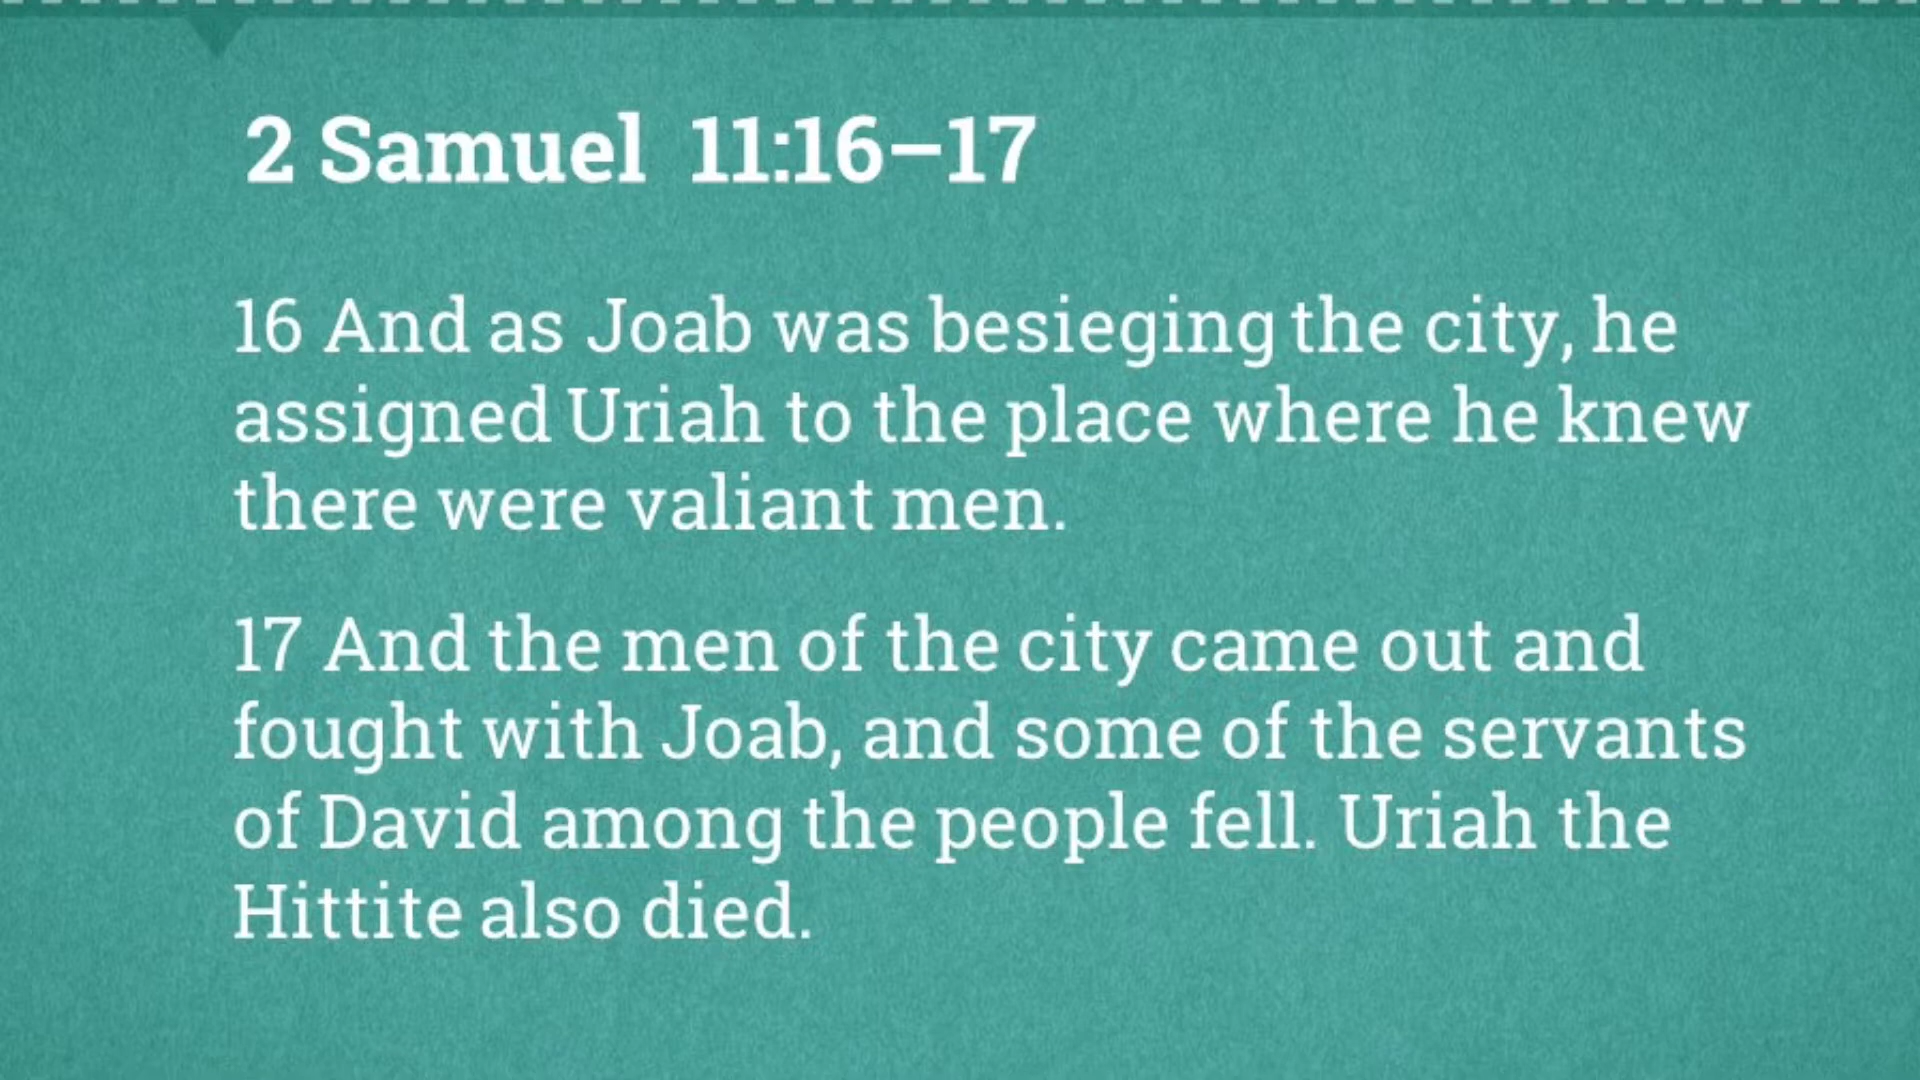 2 Samuel 11:16–17
16 And as Joab was besieging the city, he
assigned Uriah to the place where he knew
there were valiant men.
17 And the men of the city came out and
fought with Joab, and some of the servants
of David among the people fell. Uriah the
Hittite also died.